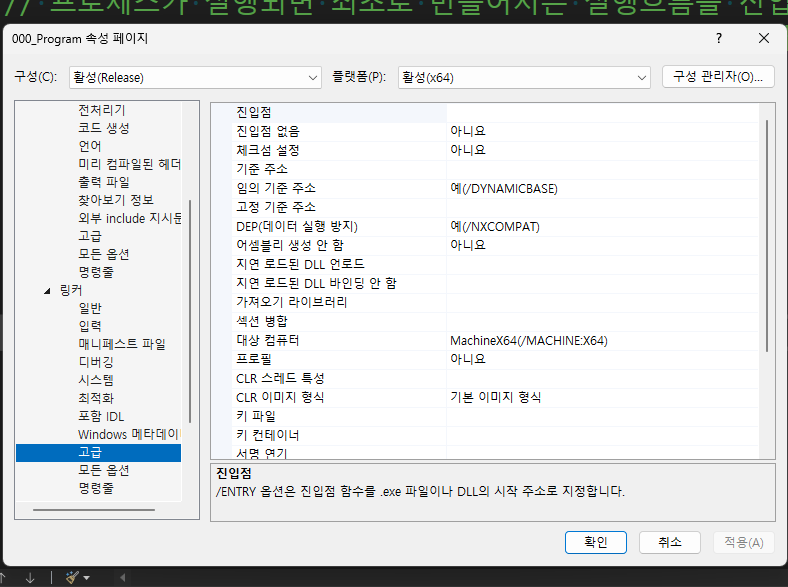 // 프로세스가 실행되면 최초로 만들어지는 실행흐름을 진입
000_Program 속성 페이지
구성(C): 활성(Release) 플랫폼(P): 활성(x64) 구성 관리자(O)...
전처리기
코드 생성
언어
미리 컴파일된 헤더
출력 파일
찾아보기 정보
외부 include 지시문
고급
모든 옵션
명령줄
링커
일반
입력
매니페스트 파일
디버깅
시스템
최적화
포함 IDL
Windows 메타데이
고급
모든 옵션
명령줄
진입점
진입점 없음 아니요
체크섬 설정 아니요
기준 주소
임의 기준 주소 예(/DYNAMICBASE)
고정 기준 주소
DEP(데이터 실행 방지) 예(/NXCOMPAT)
어셈블리 생성 안 함 아니요
지연 로드된 DLL 언로드
지연 로드된 DLL 바인딩 안 함
가져오기 라이브러리
섹션 병합
대상 컴퓨터 MachineX64(/MACHINE:X64)
프로필 아니요
CLR 스레드 특성
CLR 이미지 형식 기본 이미지 형식
키 파일
키 컨테이너
서명 연기
진입점
/ENTRY 옵션은 진입점 함수를 .exe 파일이나 DLL의 시작 주소로 지정합니다.
확인 취소 적용(A)